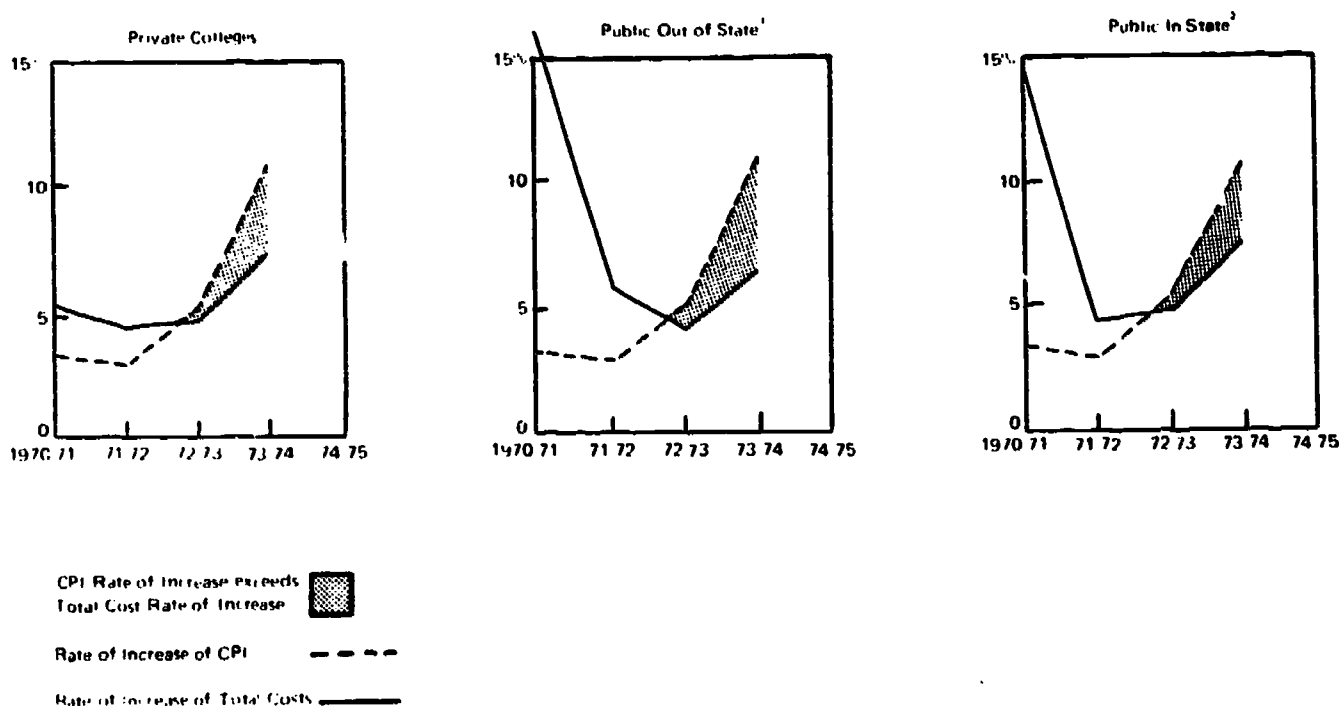 Private Colleges
15
10
5
0
1970 71 71 72 72 73 73 74 74 75
Public Out of State¹
15%
10
5
0
1970 71 71 72 72 73 73 74 74 75
Public In State²
15%
10
5
0
1970 71 71 72 72 73 73 74 74 75
CPI Rate of Increase exceeds
Total Cost Rate of Increase
Rate of Increase of CPI
Rate of Increase of Total Costs